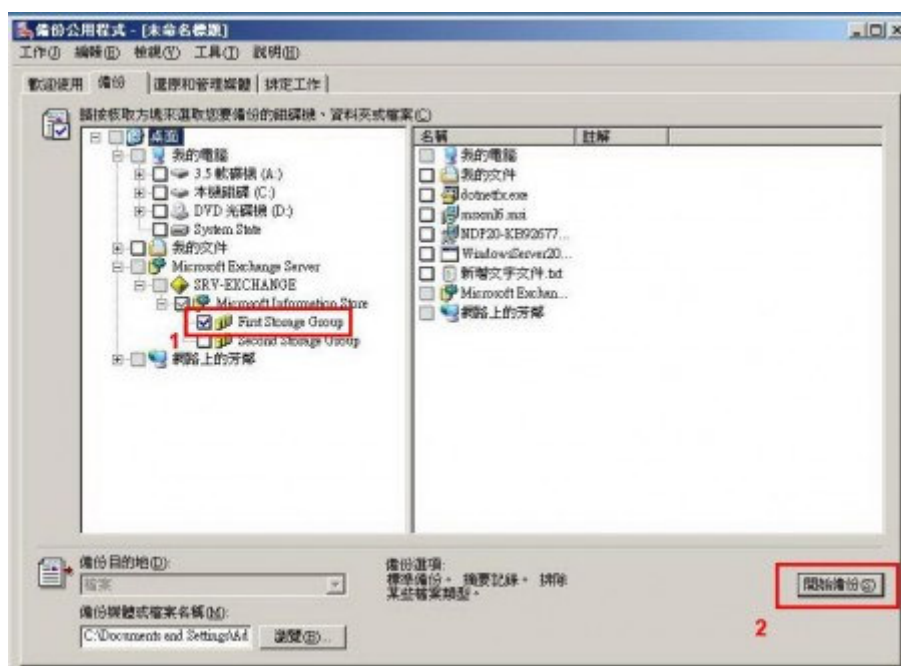 備份公用程式 - [未命名標題]
工作(J) 編輯(E) 檢視(V) 工具(T) 說明(H)
歡迎使用 備份 還原和管理媒體 排定工作
請按核取方塊來選取您要備份的磁碟機、資料夾或檔案(C)
桌面
我的電腦
3.5 軟碟機 (A:)
本機磁碟 (C:)
DVD 光碟機 (D:)
System State
我的文件
Microsoft Exchange Server
SRV-EXCHANGE
Microsoft Information Store
First Storage Group
1
Second Storage Group
網路上的芳鄰
名稱 註解
我的電腦
我的文件
dotnetfx.exe
msxml6.msi
NDP20-KB92677...
WindowsServer20...
新增文字文件.txt
Microsoft Exchan...
網路上的芳鄰
備份目的地(D):
檔案
備份媒體或檔案名稱(M):
C:\Documents and Settings\Ad
瀏覽(B)...
備份選項:
標準備份。 摘要記錄。 排除
某些檔案類型。
開始備份(S)
2